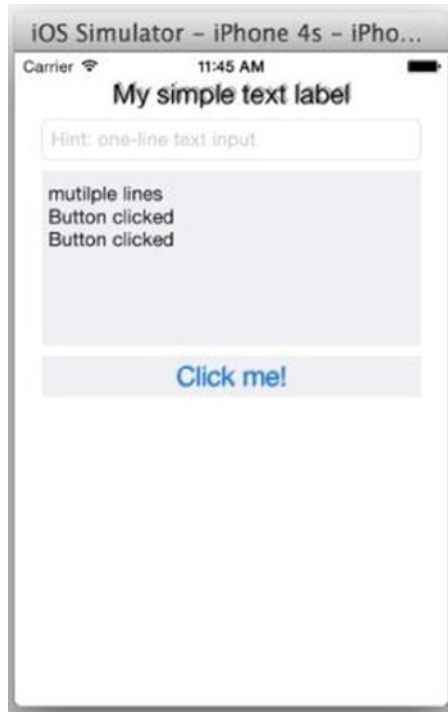 iOS Simulator – iPhone 4s – iPho...
Carrier 11:45 AM
My simple text label
Hint: one-line text input
mutilple lines
Button clicked
Button clicked
Click me!